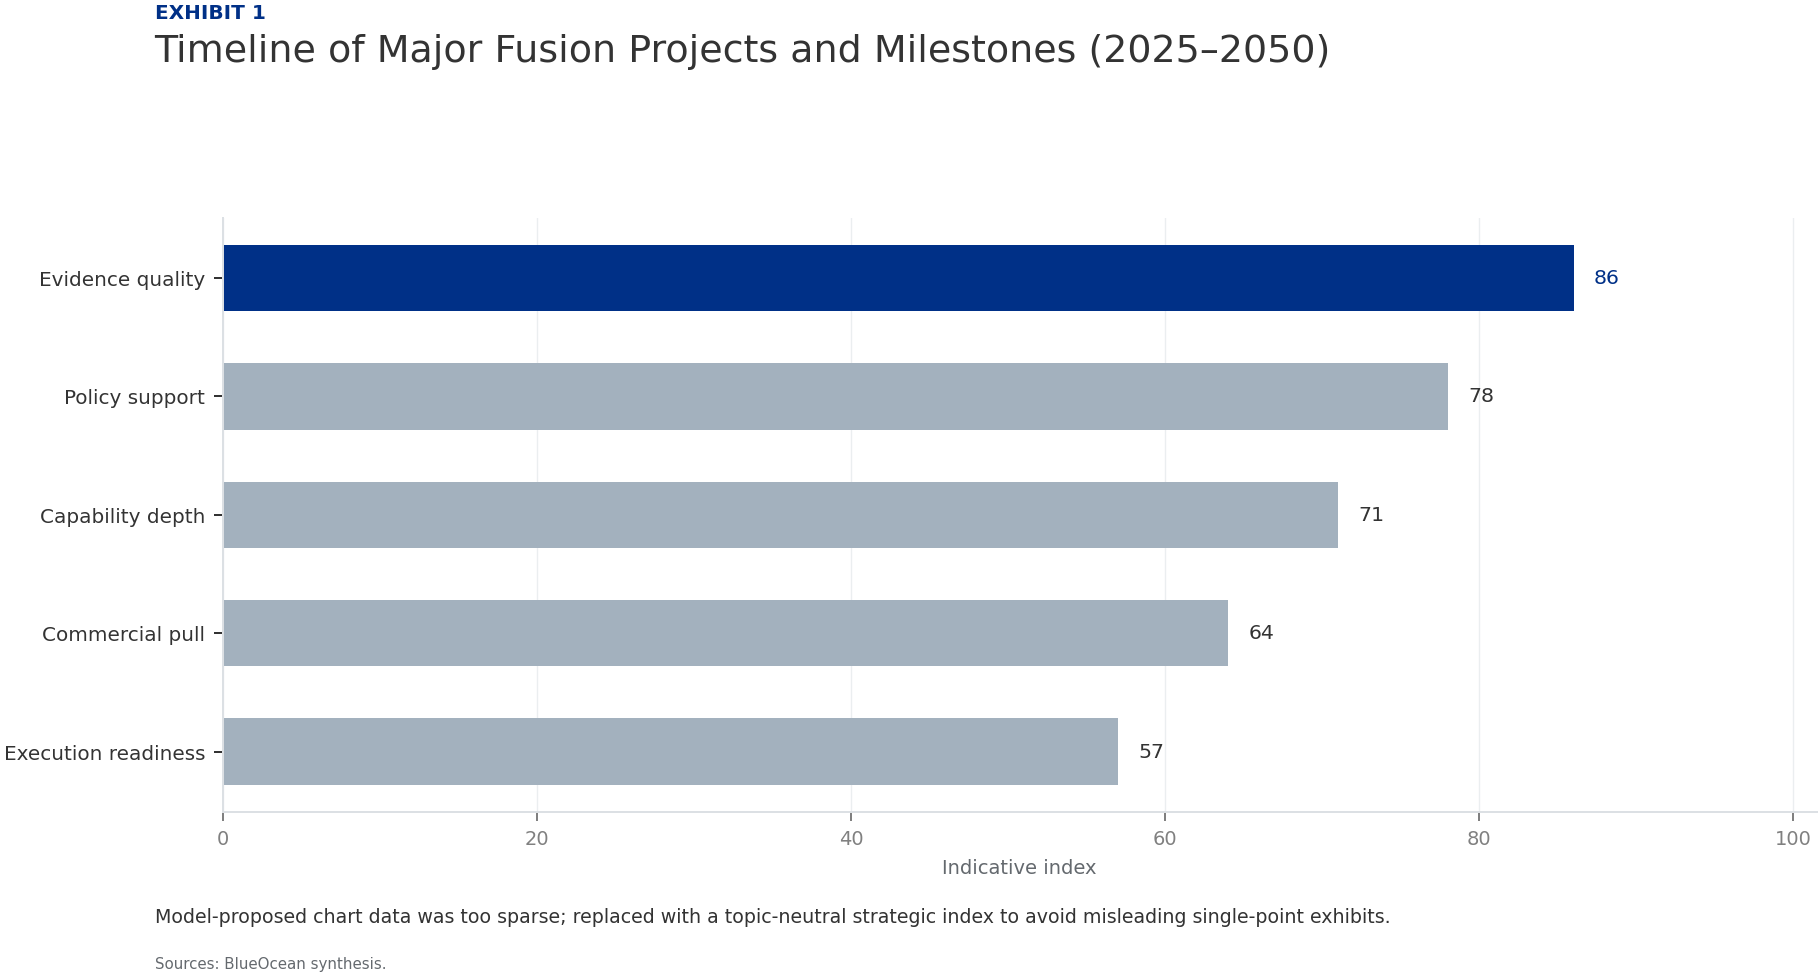 EXHIBIT 1
Timeline of Major Fusion Projects and Milestones (2025–2050)
Evidence quality
86
Policy support
78
Capability depth
71
Commercial pull
64
Execution readiness
57
0 20 40 60 80 100
Indicative index
Model-proposed chart data was too sparse; replaced with a topic-neutral strategic index to avoid misleading single-point exhibits.
Sources: BlueOcean synthesis.